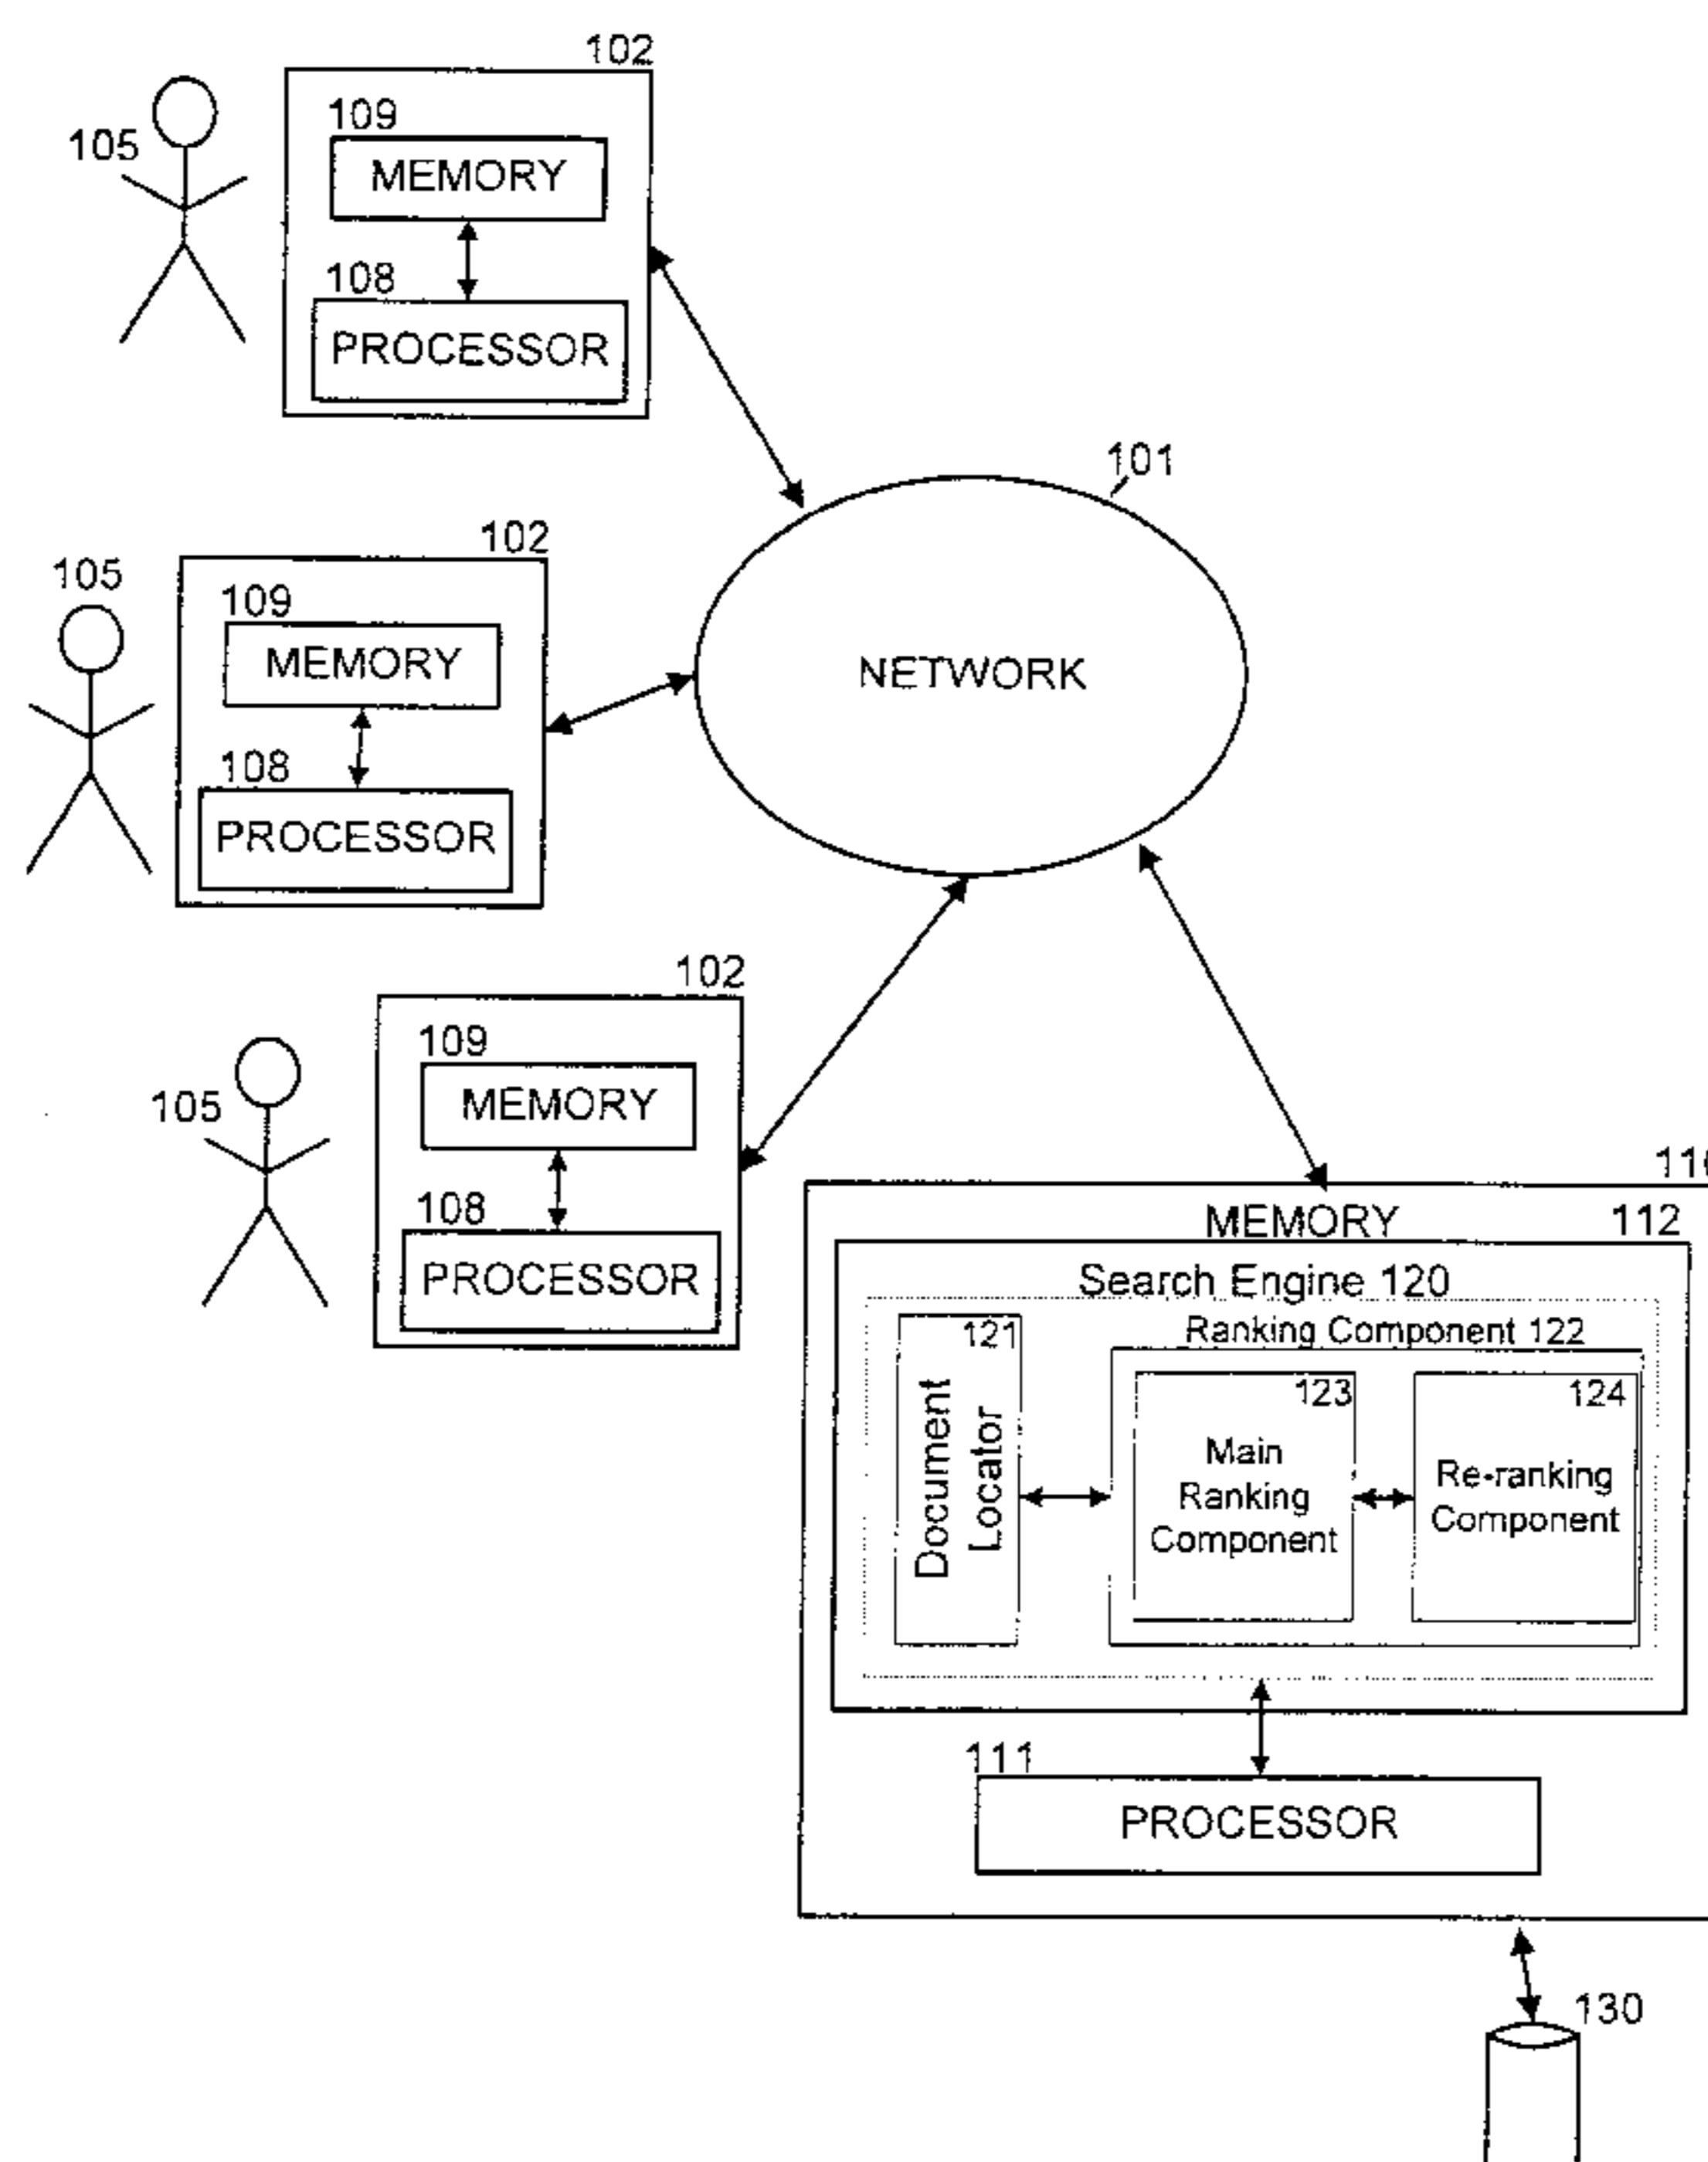 102
105
109
MEMORY
108
PROCESSOR
101
NETWORK
102
105
109
MEMORY
108
PROCESSOR
102
105
109
MEMORY
108
PROCESSOR
MEMORY
112
Search Engine 120
121
Document
Locator
Ranking Component 122
123
Main
Ranking
Component
124
Re-ranking
Component
111
PROCESSOR
130